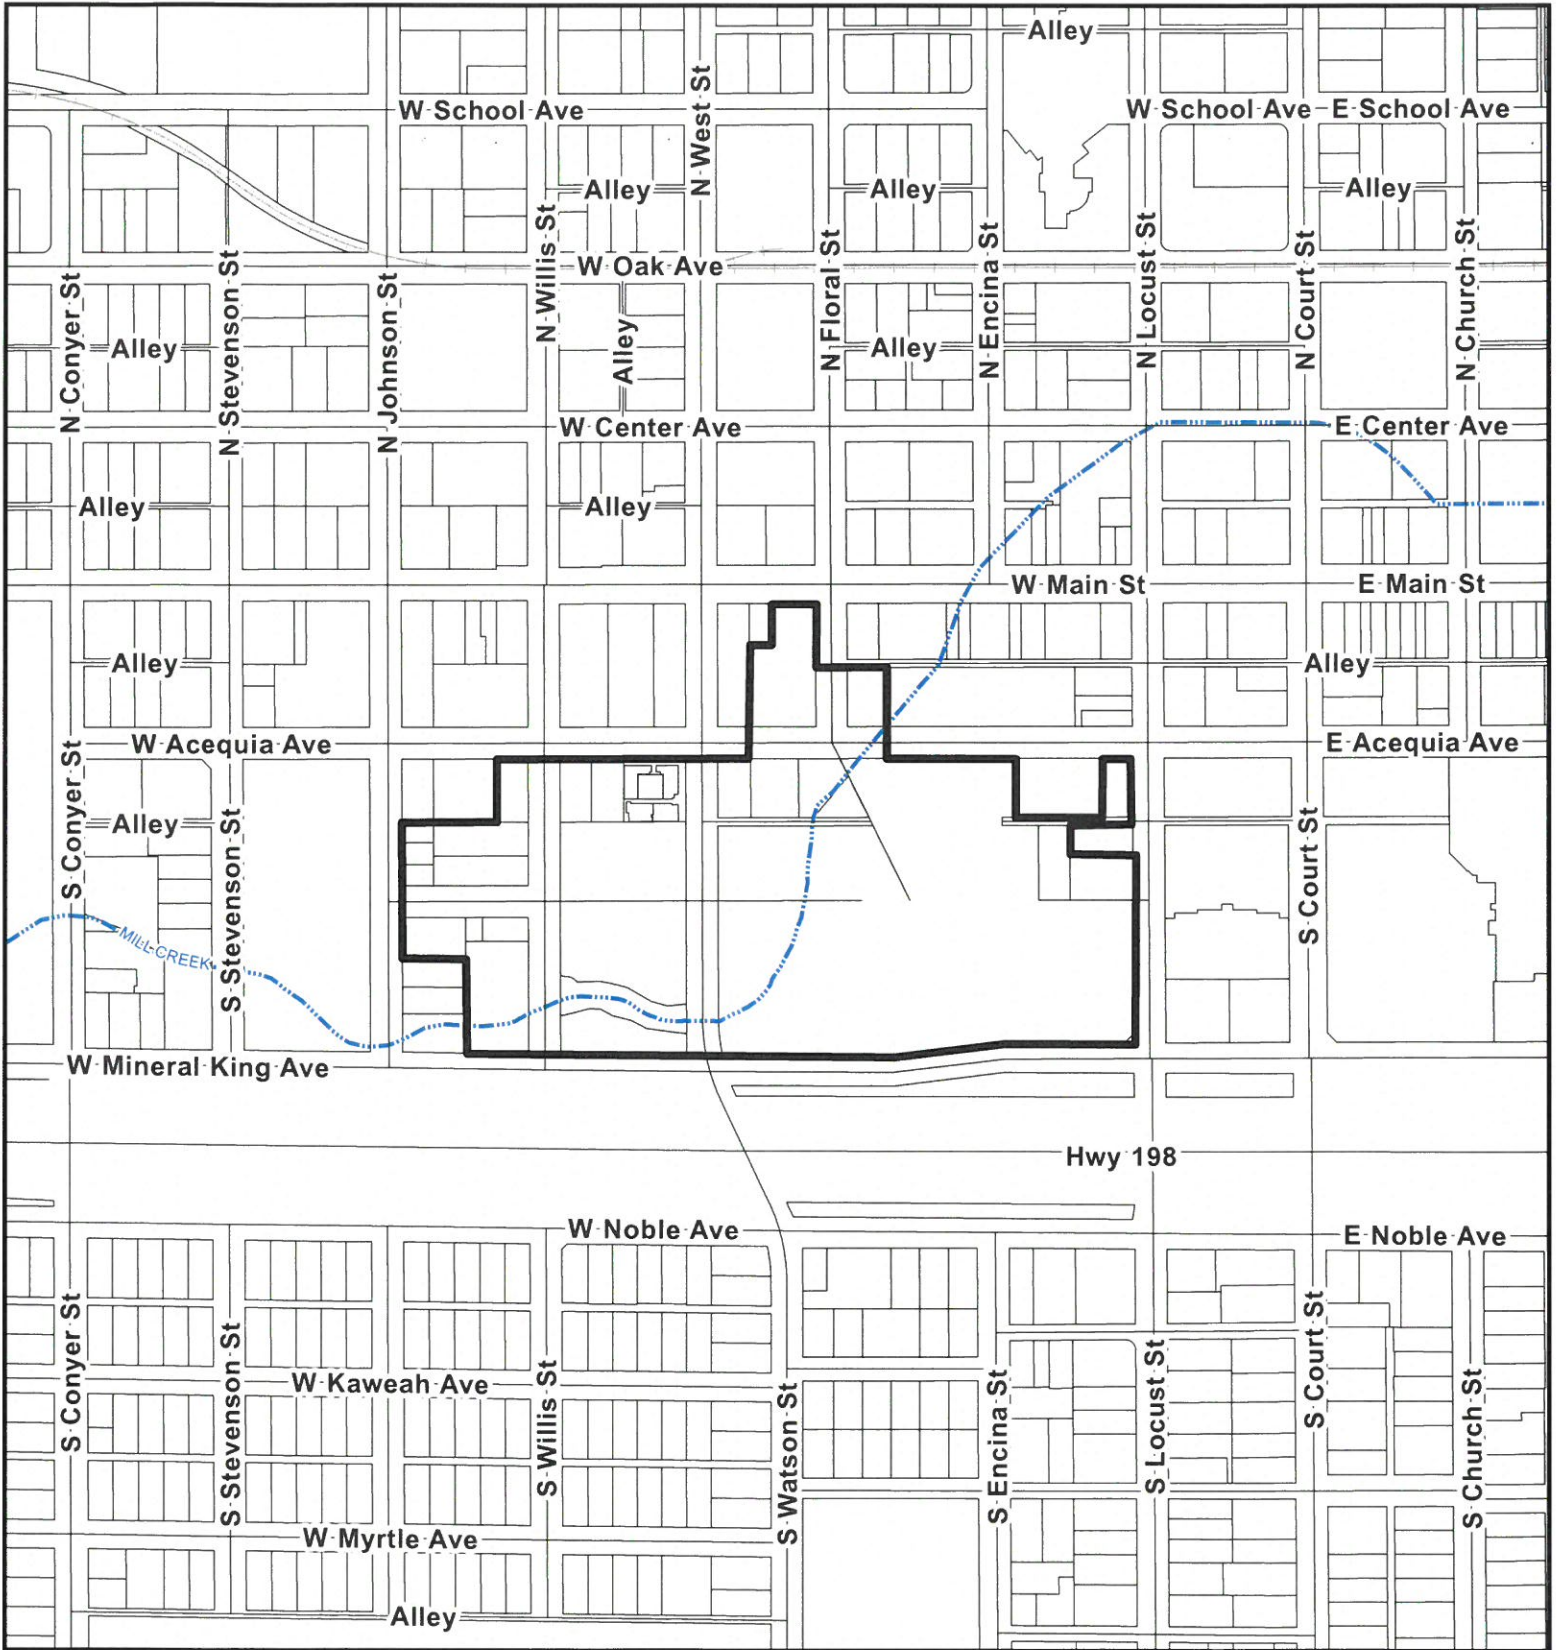 Alley
W School Ave
W School Ave
E School Ave
N West St
Alley
Alley
Alley
N Willis St
W Oak Ave
N Floral St
N Encina St
N Locust St
N Court St
N Church St
N Conyer St
N Stevenson St
N Johnson St
Alley
Alley
Alley
W Center Ave
E Center Ave
Alley
Alley
W Main St
E Main St
Alley
Alley
W Acequia Ave
E Acequia Ave
S Conyer St
Alley
S Stevenson St
S Court St
MILL CREEK
W Mineral King Ave
Hwy 198
W Noble Ave
E Noble Ave
S Conyer St
S Stevenson St
W Kaweah Ave
S Willis St
S Watson St
S Encina St
S Locust St
S Court St
S Church St
W Myrtle Ave
Alley